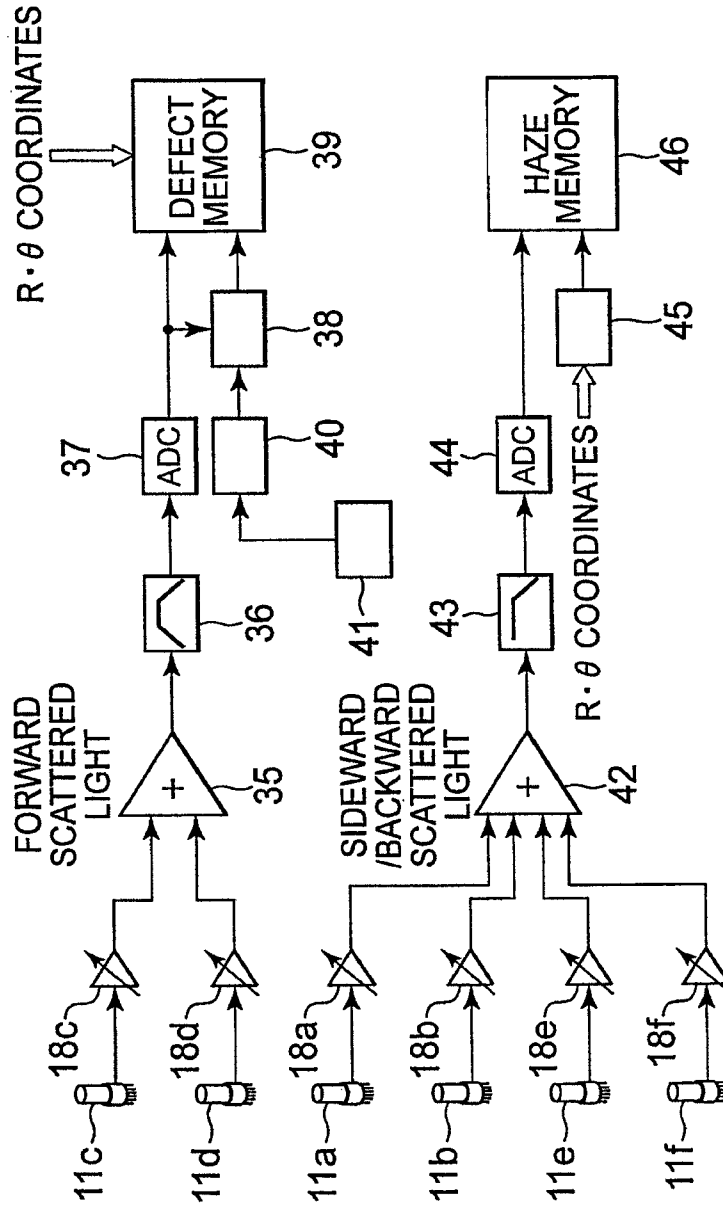 11c
18c
11d
18d
FORWARD
SCATTERED
LIGHT
+
35
36
37
ADC
41
40
38
R·θ COORDINATES
DEFECT
MEMORY
39
11a
18a
11b
18b
11e
18e
11f
18f
SIDEWARD
/BACKWARD
SCATTERED
LIGHT
+
42
43
44
ADC
R·θ COORDINATES
45
HAZE
MEMORY
46